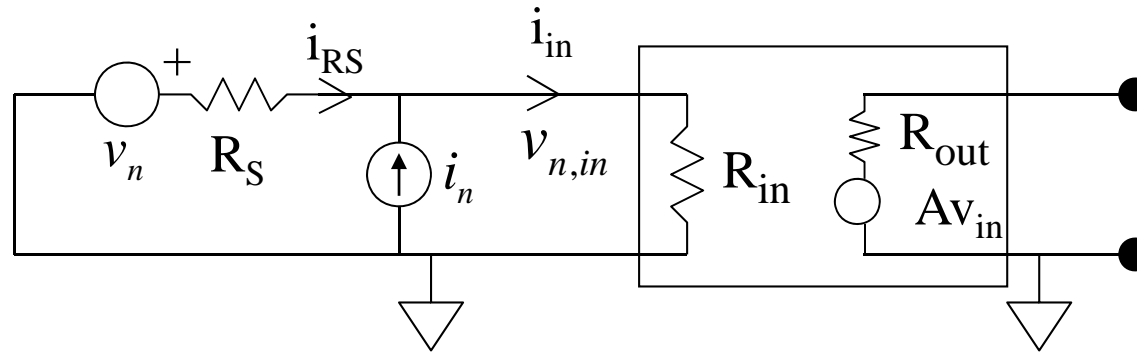 i_RS
i_in
+
v_n
R_S
i_n
v_n,in
R_in
R_out
Av_in